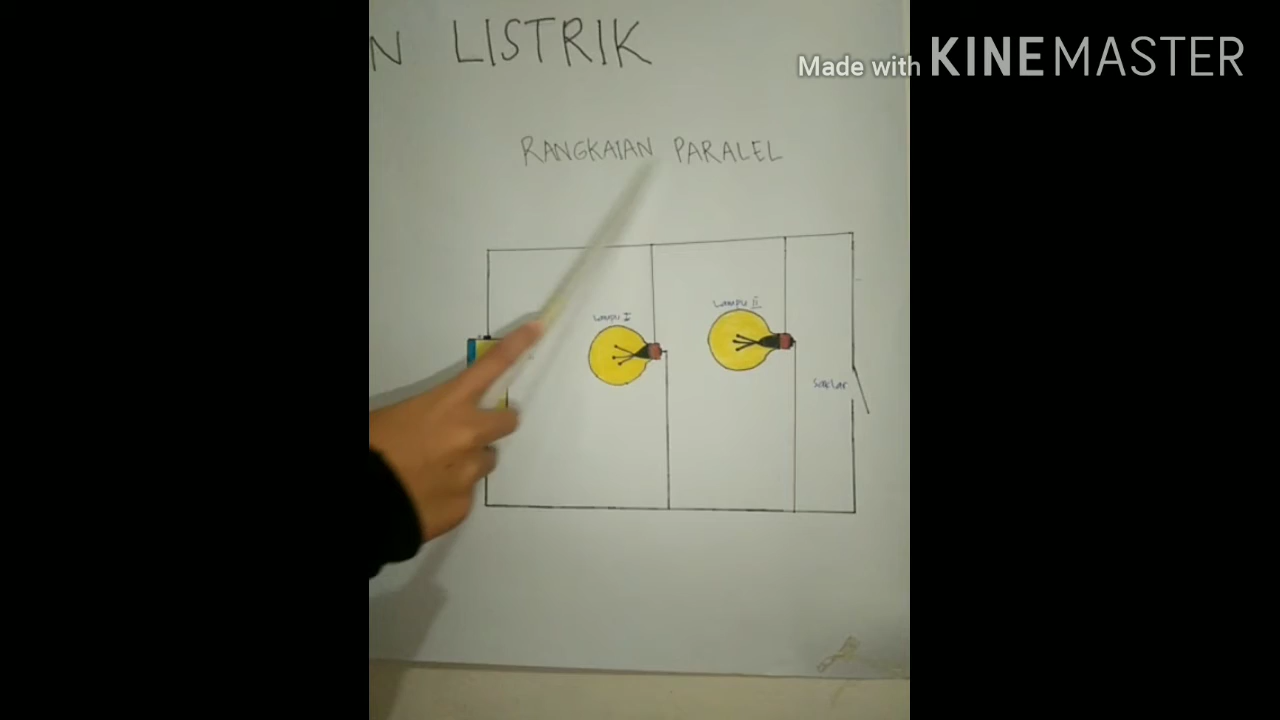 N LISTRIK
Made with KINEMASTER
RANGKAIAN PARALEL
Lampu I
Lampu II
Saklar